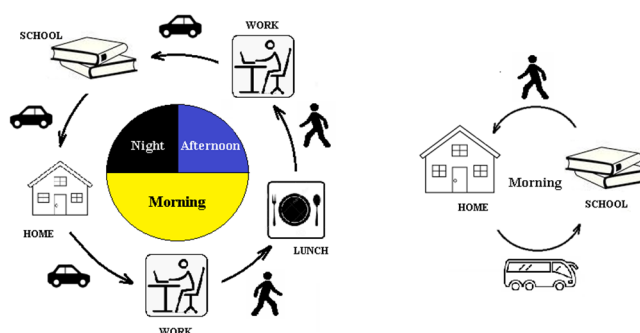 WORK
SCHOOL
Night
Afternoon
Morning
HOME
LUNCH
WORK
Morning
HOME
SCHOOL